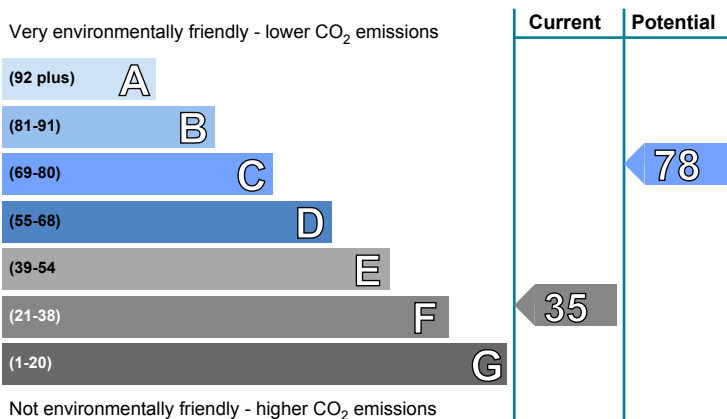 Current Potential
Very environmentally friendly - lower CO2 emissions
(92 plus) A
(81-91) B
(69-80) C
78
(55-68) D
(39-54 E
(21-38) F
35
(1-20) G
Not environmentally friendly - higher CO2 emissions